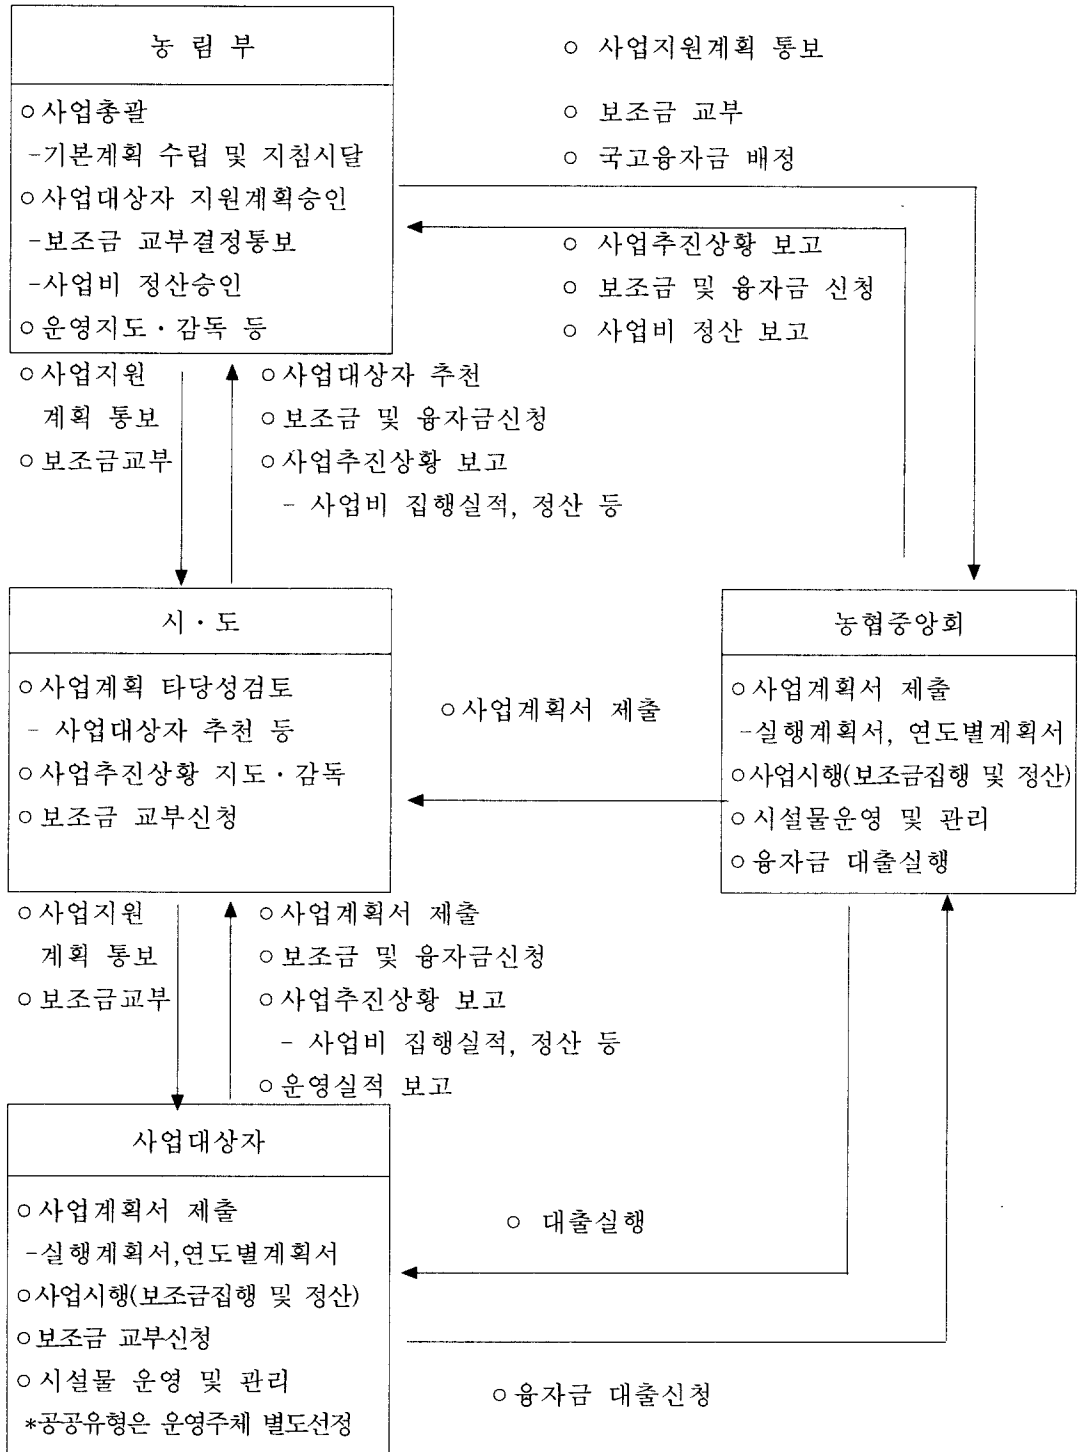 농 림 부
○사업총괄
-기본계획 수립 및 지침시달
○사업대상자 지원계획승인
-보조금 교부결정통보
-사업비 정산승인
○운영지도·감독 등
○ 사업지원계획 통보
○ 보조금 교부
○ 국고융자금 배정
○ 사업추진상황 보고
○ 보조금 및 융자금 신청
○ 사업비 정산 보고
○사업지원
계획 통보
○보조금교부
○사업대상자 추천
○보조금 및 융자금신청
○사업추진상황 보고
- 사업비 집행실적, 정산 등
시·도
○사업계획 타당성검토
- 사업대상자 추천 등
○사업추진상황 지도·감독
○보조금 교부신청
○사업계획서 제출
농협중앙회
○사업계획서 제출
-실행계획서, 연도별계획서
○사업시행(보조금집행 및 정산)
○시설물운영 및 관리
○융자금 대출실행
○사업지원
계획 통보
○보조금교부
○사업계획서 제출
○보조금 및 융자금신청
○사업추진상황 보고
- 사업비 집행실적, 정산 등
○운영실적 보고
사업대상자
○사업계획서 제출
-실행계획서,연도별계획서
○사업시행(보조금집행 및 정산)
○보조금 교부신청
○시설물 운영 및 관리
*공공유형은 운영주체 별도선정
○ 대출실행
○융자금 대출신청